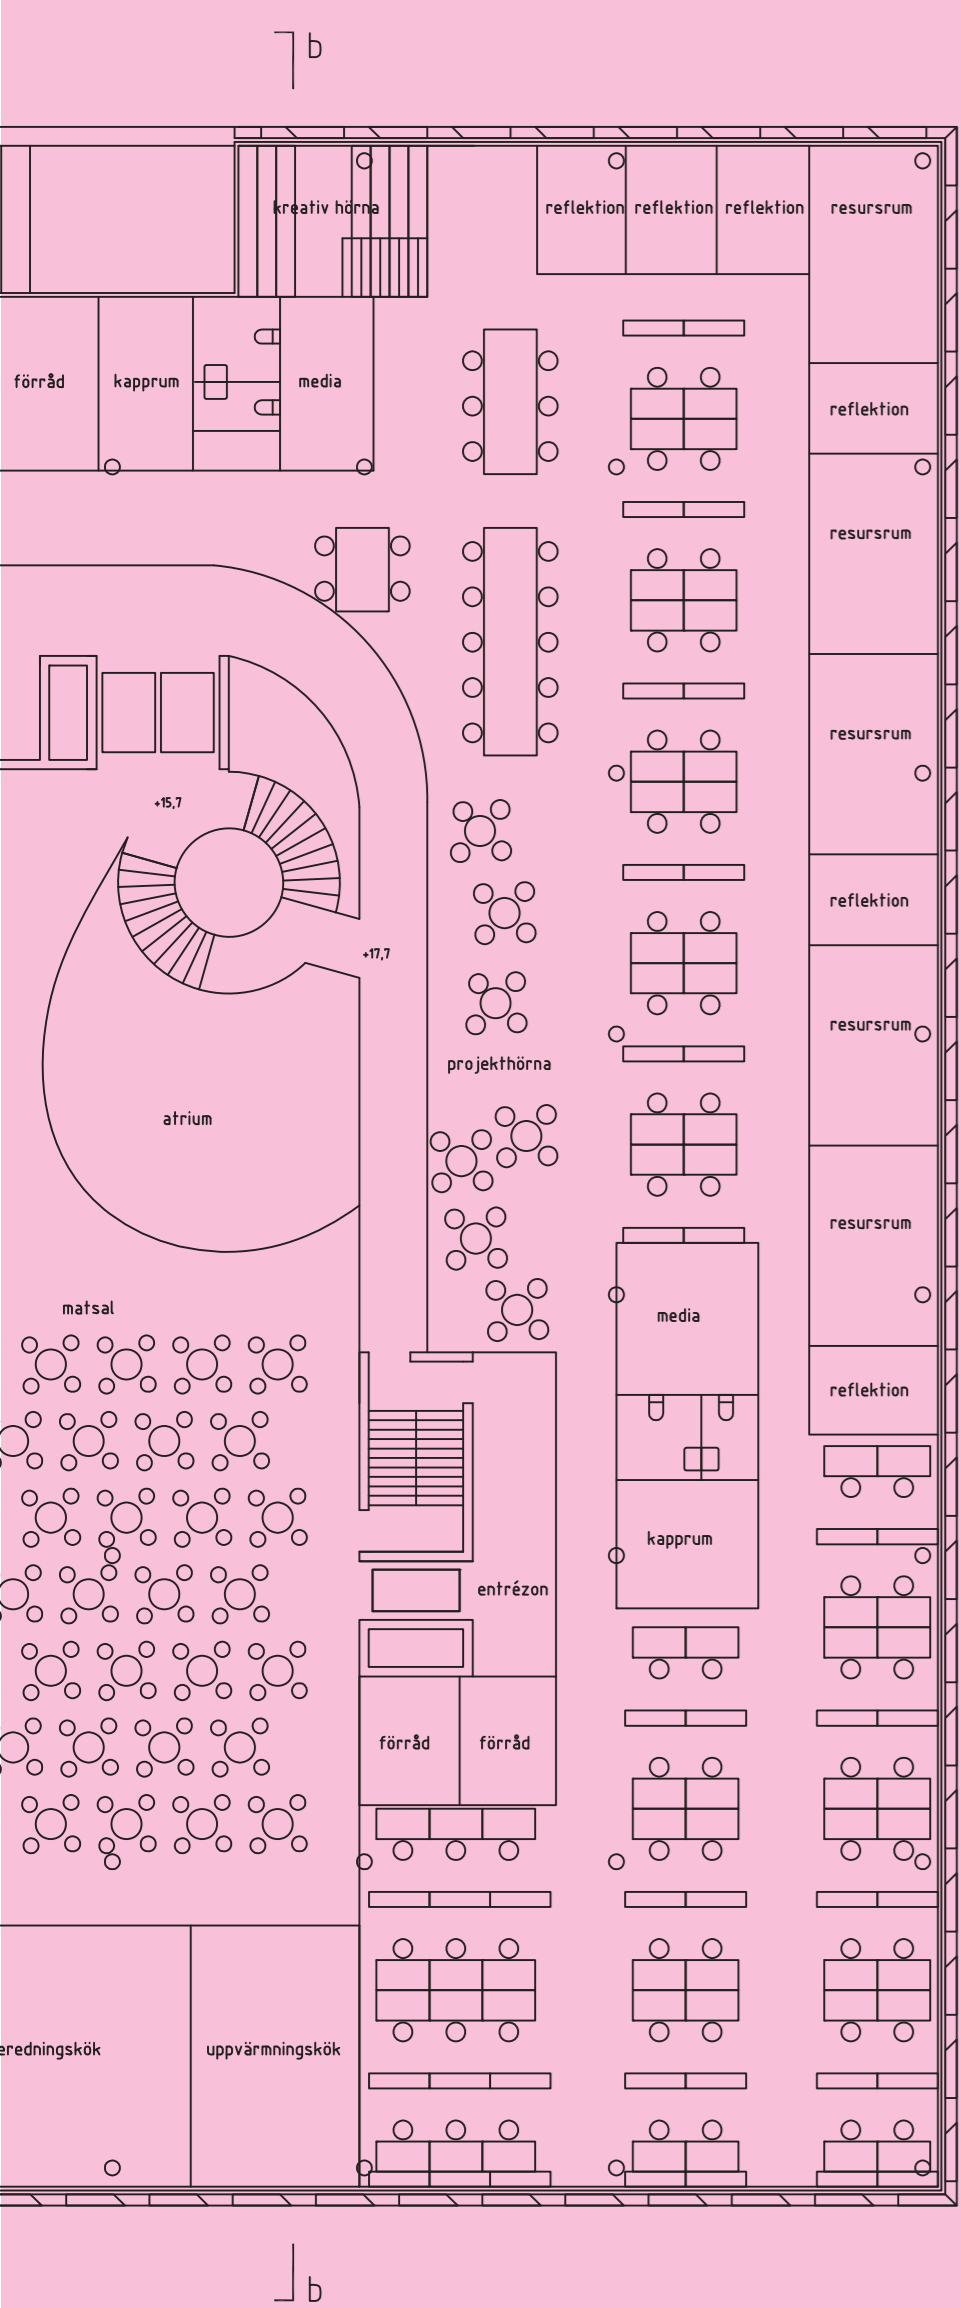 b
kreativ hörna
reflektion
reflektion
reflektion
resursrum
förråd
kapprum
media
reflektion
resursrum
resursrum
+15,7
reflektion
+17,7
resursrum
projekthörna
atrium
resursrum
matsal
media
reflektion
kapprum
entrézon
förråd
förråd
eredningskök
uppvärmningskök
b